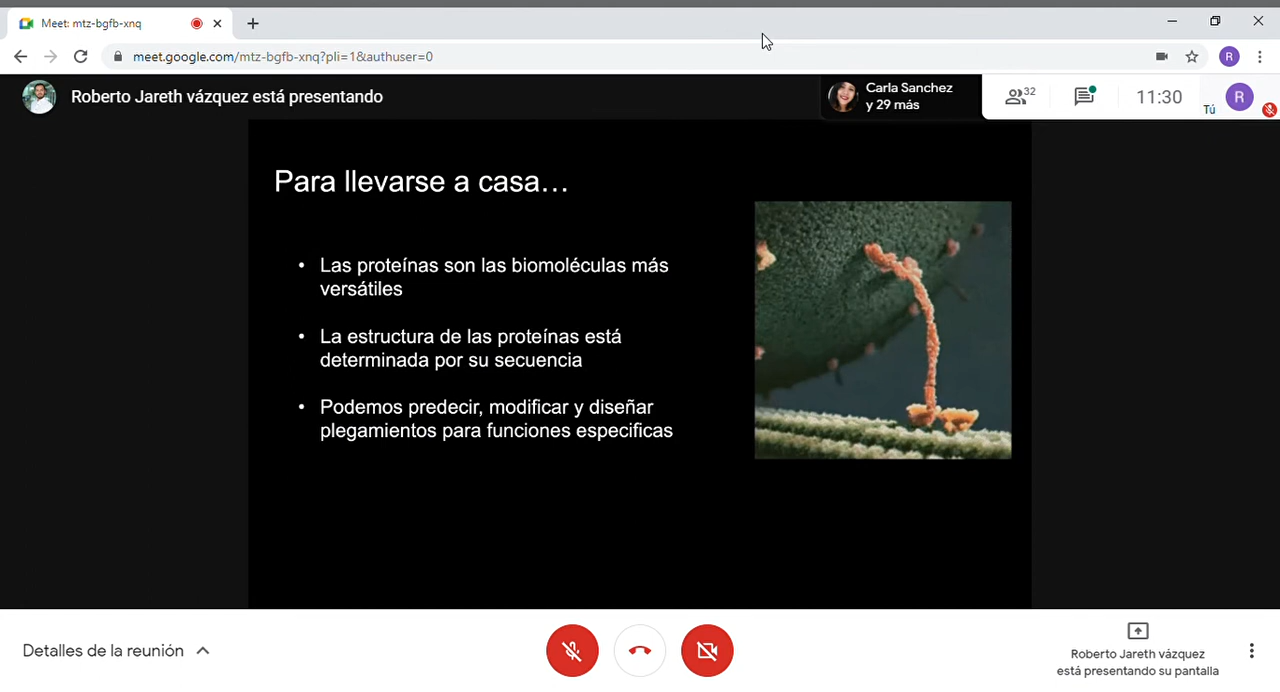 Meet: mtz-bgfb-xnq
meet.google.com/mtz-bgfb-xnq?pli=1&authuser=0
R
Roberto Jareth vázquez está presentando
Carla Sanchez
y 29 más
32
11:30
Tú
R
Para llevarse a casa…
• Las proteínas son las biomoléculas más
versátiles
• La estructura de las proteínas está
determinada por su secuencia
• Podemos predecir, modificar y diseñar
plegamientos para funciones especificas
Detalles de la reunión
Roberto Jareth vázquez
está presentando su pantalla